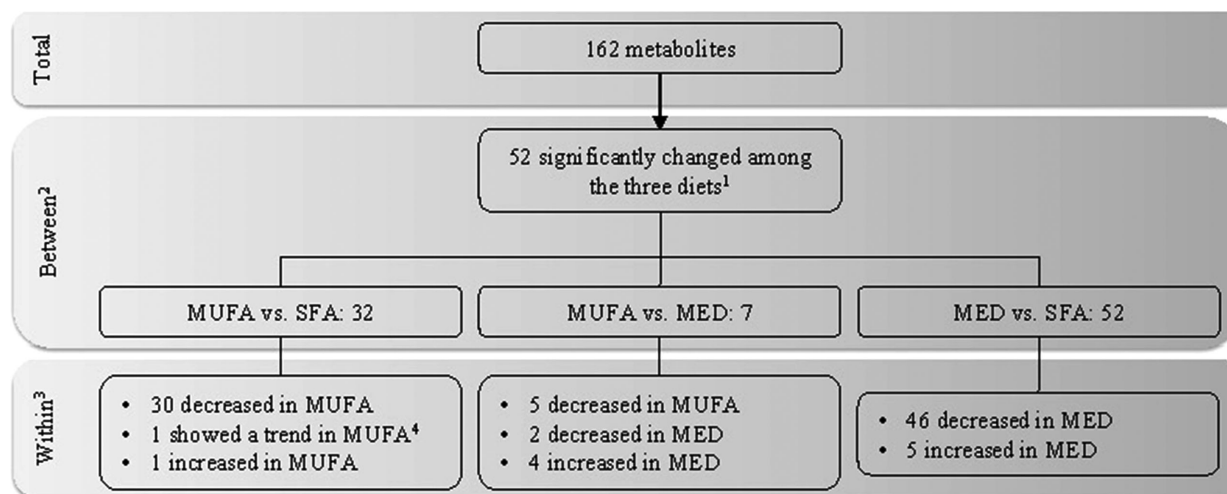 Total
162 metabolites
Between²
52 significantly changed among
the three diets¹
MUFA vs. SFA: 32
MUFA vs. MED: 7
MED vs. SFA: 52
Within³
• 30 decreased in MUFA
• 1 showed a trend in MUFA⁴
• 1 increased in MUFA
• 5 decreased in MUFA
• 2 decreased in MED
• 4 increased in MED
• 46 decreased in MED
• 5 increased in MED